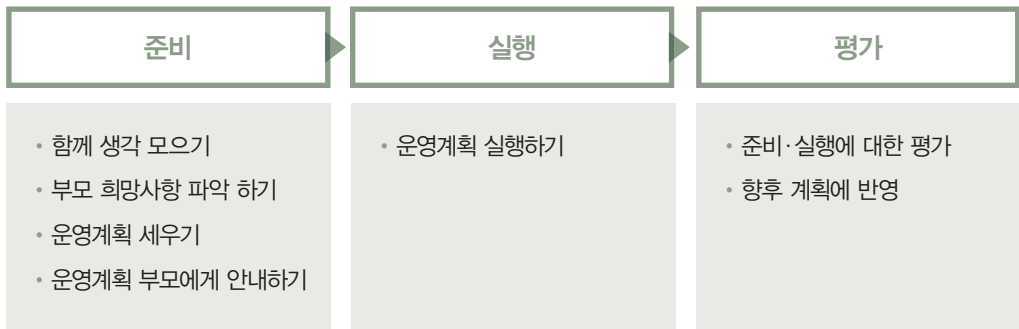 준비
• 함께 생각 모으기
• 부모 희망사항 파악 하기
• 운영계획 세우기
• 운영계획 부모에게 안내하기
실행
• 운영계획 실행하기
평가
• 준비·실행에 대한 평가
• 향후 계획에 반영